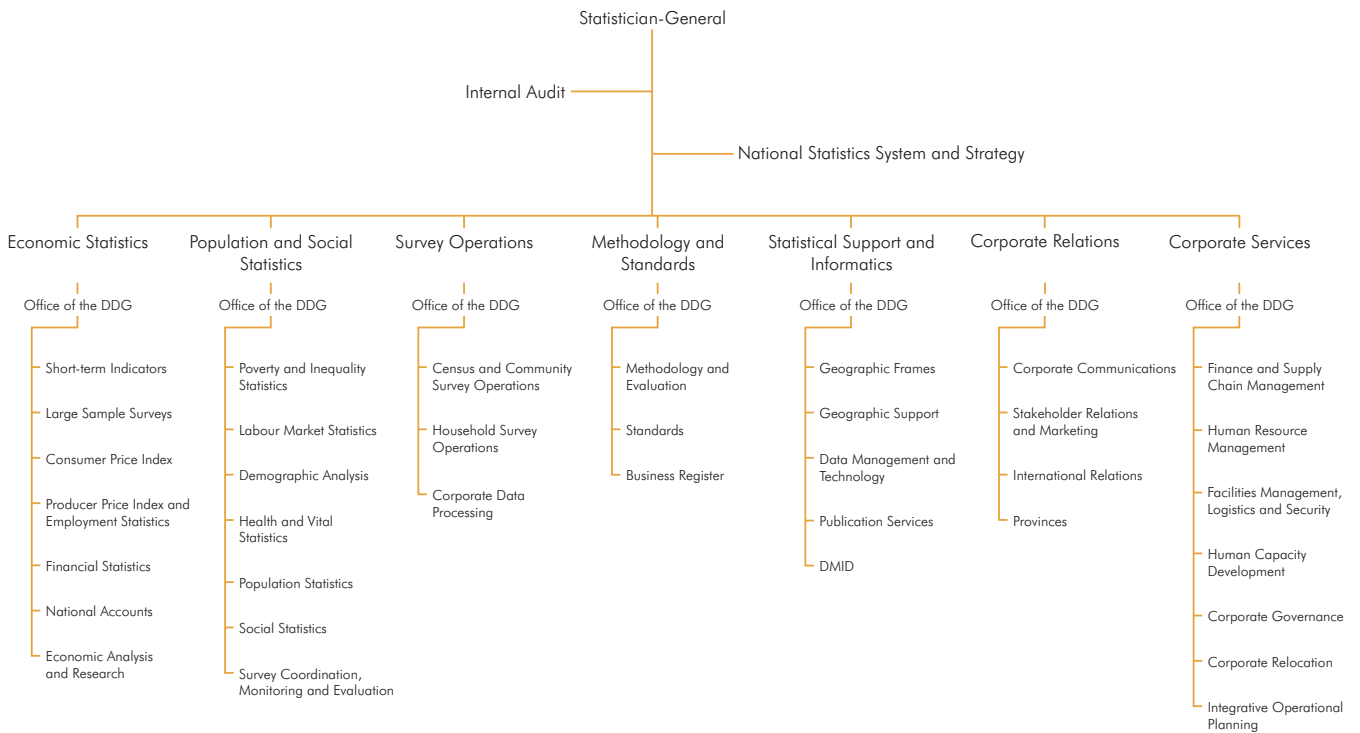 Statistician-General
Internal Audit
National Statistics System and Strategy
Economic Statistics
Office of the DDG
Short-term Indicators
Large Sample Surveys
Consumer Price Index
Producer Price Index and
Employment Statistics
Financial Statistics
National Accounts
Economic Analysis
and Research
Population and Social
Statistics
Office of the DDG
Poverty and Inequality
Statistics
Labour Market Statistics
Demographic Analysis
Health and Vital
Statistics
Population Statistics
Social Statistics
Survey Coordination,
Monitoring and Evaluation
Survey Operations
Office of the DDG
Census and Community
Survey Operations
Household Survey
Operations
Corporate Data
Processing
Methodology and
Standards
Office of the DDG
Methodology and
Evaluation
Standards
Business Register
Statistical Support and
Informatics
Office of the DDG
Geographic Frames
Geographic Support
Data Management and
Technology
Publication Services
DMID
Corporate Relations
Office of the DDG
Corporate Communications
Stakeholder Relations
and Marketing
International Relations
Provinces
Corporate Services
Office of the DDG
Finance and Supply
Chain Management
Human Resource
Management
Facilities Management,
Logistics and Security
Human Capacity
Development
Corporate Governance
Corporate Relocation
Integrative Operational
Planning